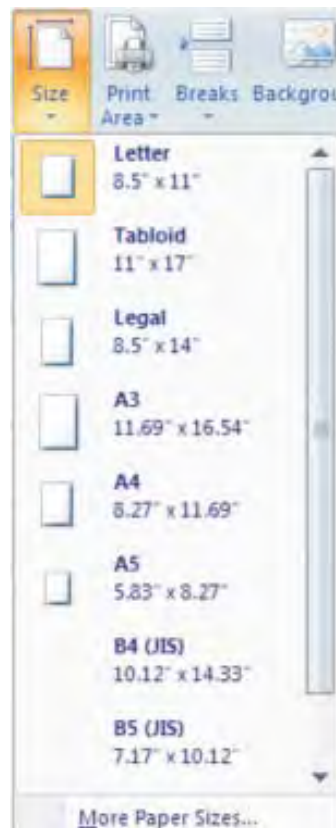 Size Print Breaks Backgrou
Area
Letter
8.5" x 11"
Tabloid
11" x 17"
Legal
8.5" x 14"
A3
11.69" x 16.54"
A4
8.27" x 11.69"
A5
5.83" x 8.27"
B4 (JIS)
10.12" x 14.33"
B5 (JIS)
7.17" x 10.12"
More Paper Sizes...